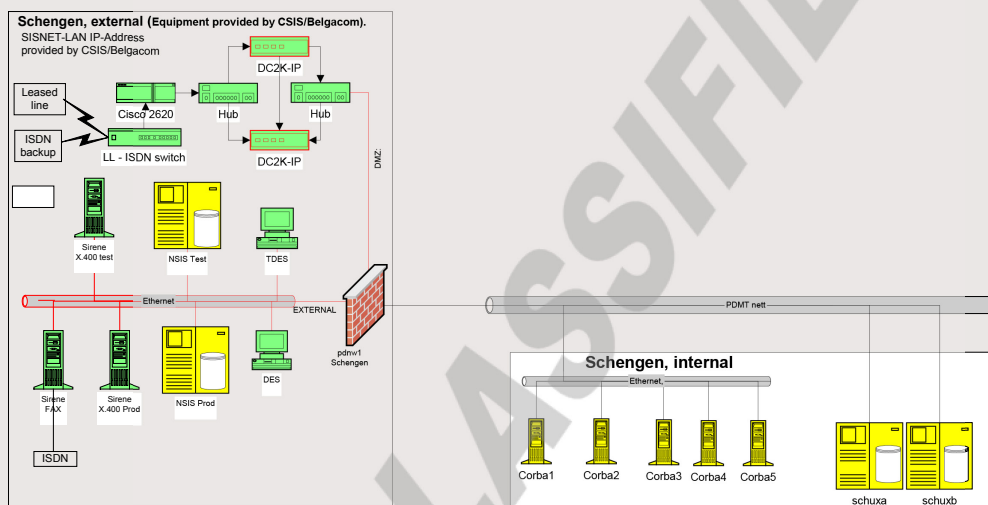 Schengen, external (Equipment provided by CSIS/Belgacom).
SISNET-LAN IP-Address
provided by CSIS/Belgacom
DC2K-IP
Leased
line
Cisco 2620
Hub
Hub
ISDN
backup
LL - ISDN switch
DC2K-IP
DMZ:
Sirene
X.400 test
NSIS Test
TDES
Ethernet
EXTERNAL
PDMT nett
pdnw1
Schengen
Sirene
FAX
Sirene
X.400 Prod
NSIS Prod
DES
ISDN
Schengen, internal
Ethernet,
Corba1
Corba2
Corba3
Corba4
Corba5
schuxa
schuxb
LASSIFIE